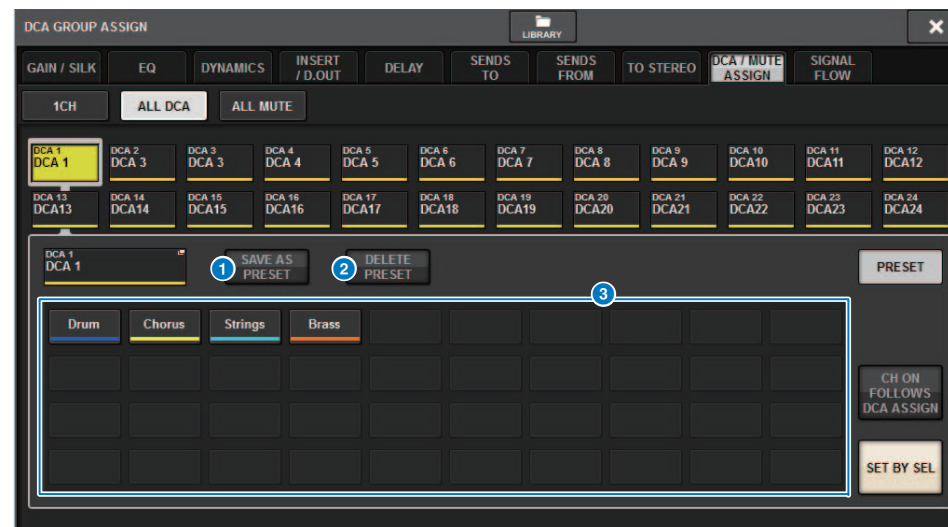 DCA GROUP ASSIGN
LIBRARY
GAIN / SILK
EQ
DYNAMICS
INSERT
/ D.OUT
DELAY
SENDS
TO
SENDS
FROM
TO STEREO
DCA / MUTE
ASSIGN
SIGNAL
FLOW
1CH
ALL DCA
ALL MUTE
DCA 1
DCA 1
DCA 2
DCA 3
DCA 3
DCA 3
DCA 4
DCA 4
DCA 5
DCA 5
DCA 6
DCA 6
DCA 7
DCA 7
DCA 8
DCA 8
DCA 9
DCA 9
DCA 10
DCA10
DCA 11
DCA11
DCA 12
DCA12
DCA 13
DCA13
DCA 14
DCA14
DCA 15
DCA15
DCA 16
DCA16
DCA 17
DCA17
DCA 18
DCA18
DCA 19
DCA19
DCA 20
DCA20
DCA 21
DCA21
DCA 22
DCA22
DCA 23
DCA23
DCA 24
DCA24
DCA 1
DCA 1
1
SAVE AS
PRESET
2
DELETE
PRESET
PRESET
3
Drum
Chorus
Strings
Brass
CH ON
FOLLOWS
DCA ASSIGN
SET BY SEL